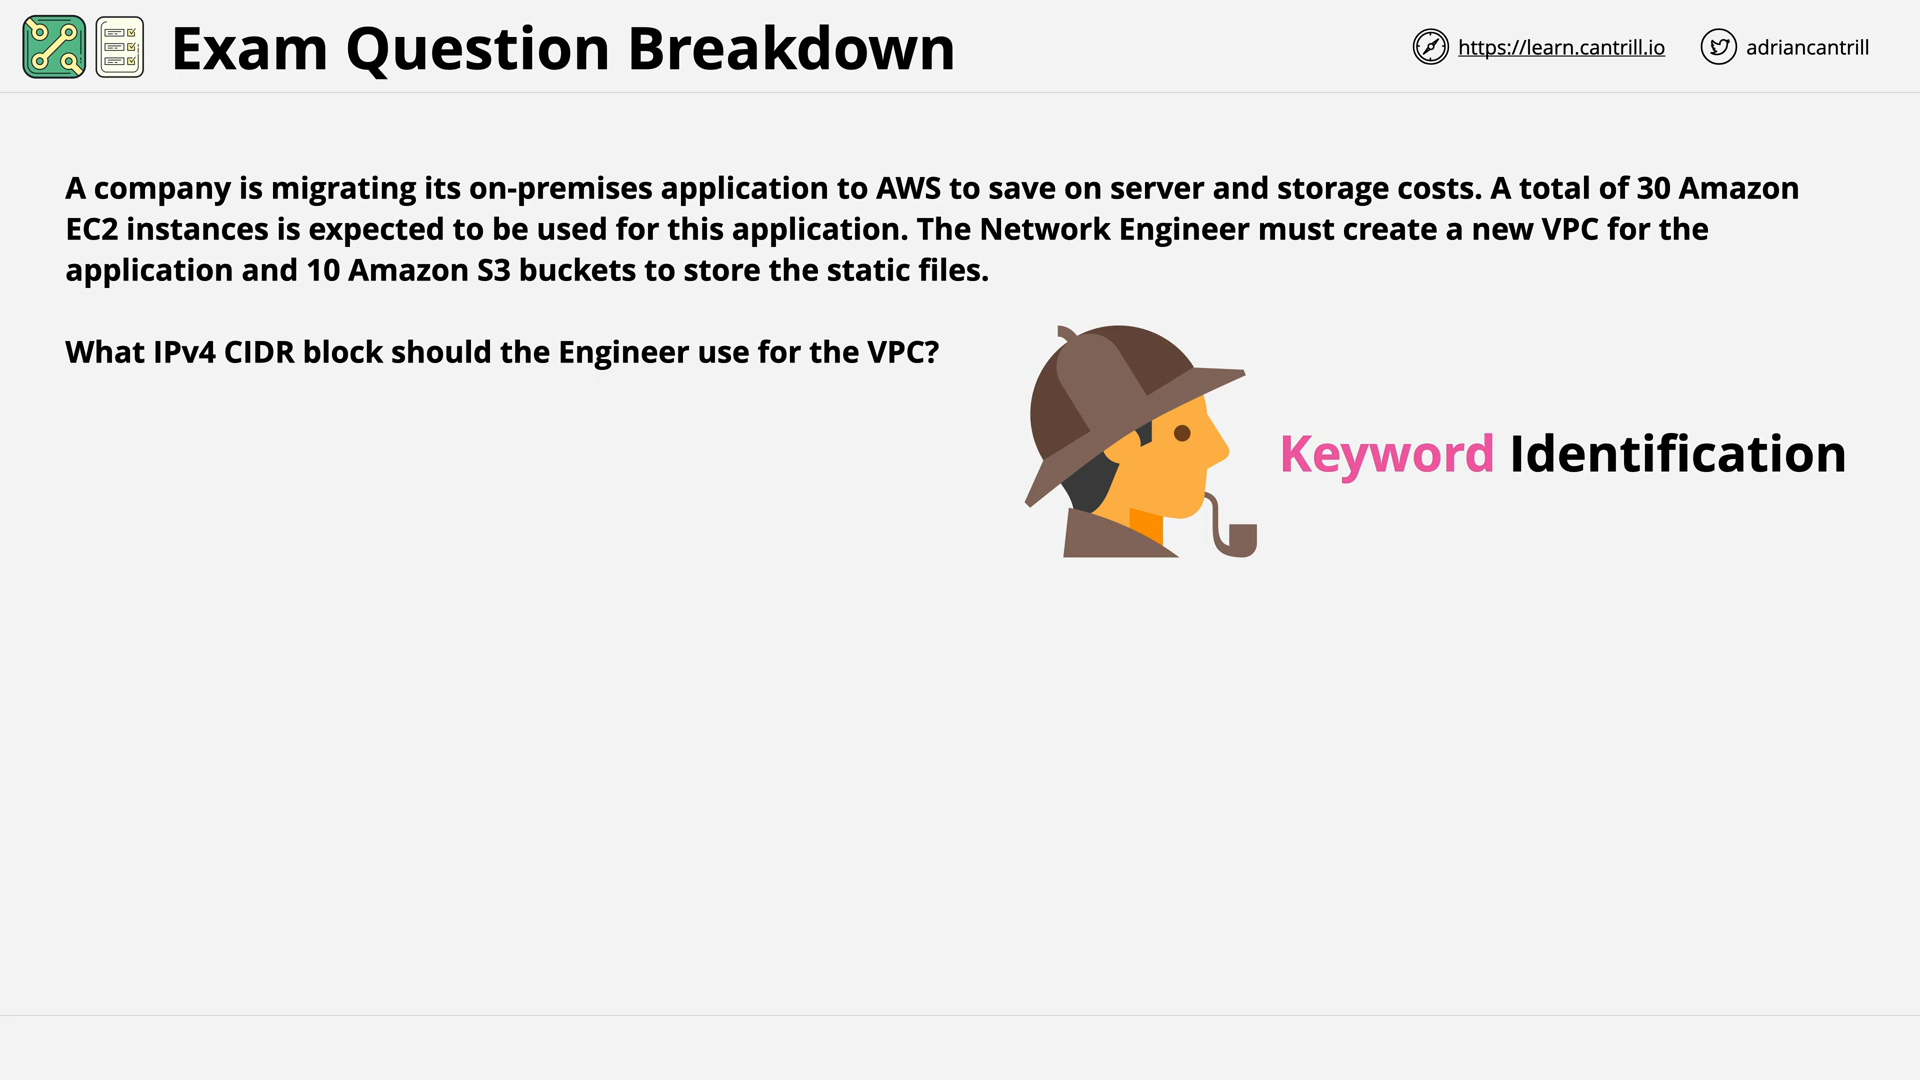 Exam Question Breakdown
https://learn.cantrill.io
adriancantrill
A company is migrating its on-premises application to AWS to save on server and storage costs. A total of 30 Amazon
EC2 instances is expected to be used for this application. The Network Engineer must create a new VPC for the
application and 10 Amazon S3 buckets to store the static files.
What IPv4 CIDR block should the Engineer use for the VPC?
Keyword Identification